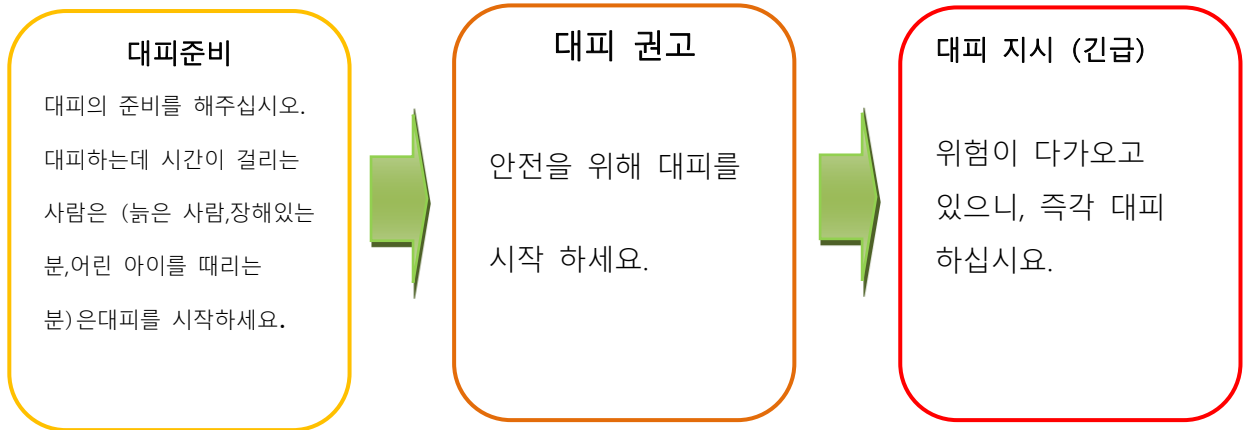 대피준비
대피의 준비를 해주십시오.
대피하는데 시간이 걸리는
사람은 (늙은 사람,장해있는
분,어린 아이를 때리는
분)은대피를 시작하세요.
대피 권고
안전을 위해 대피를
시작 하세요.
대피 지시 (긴급)
위험이 다가오고
있으니, 즉각 대피
하십시요.